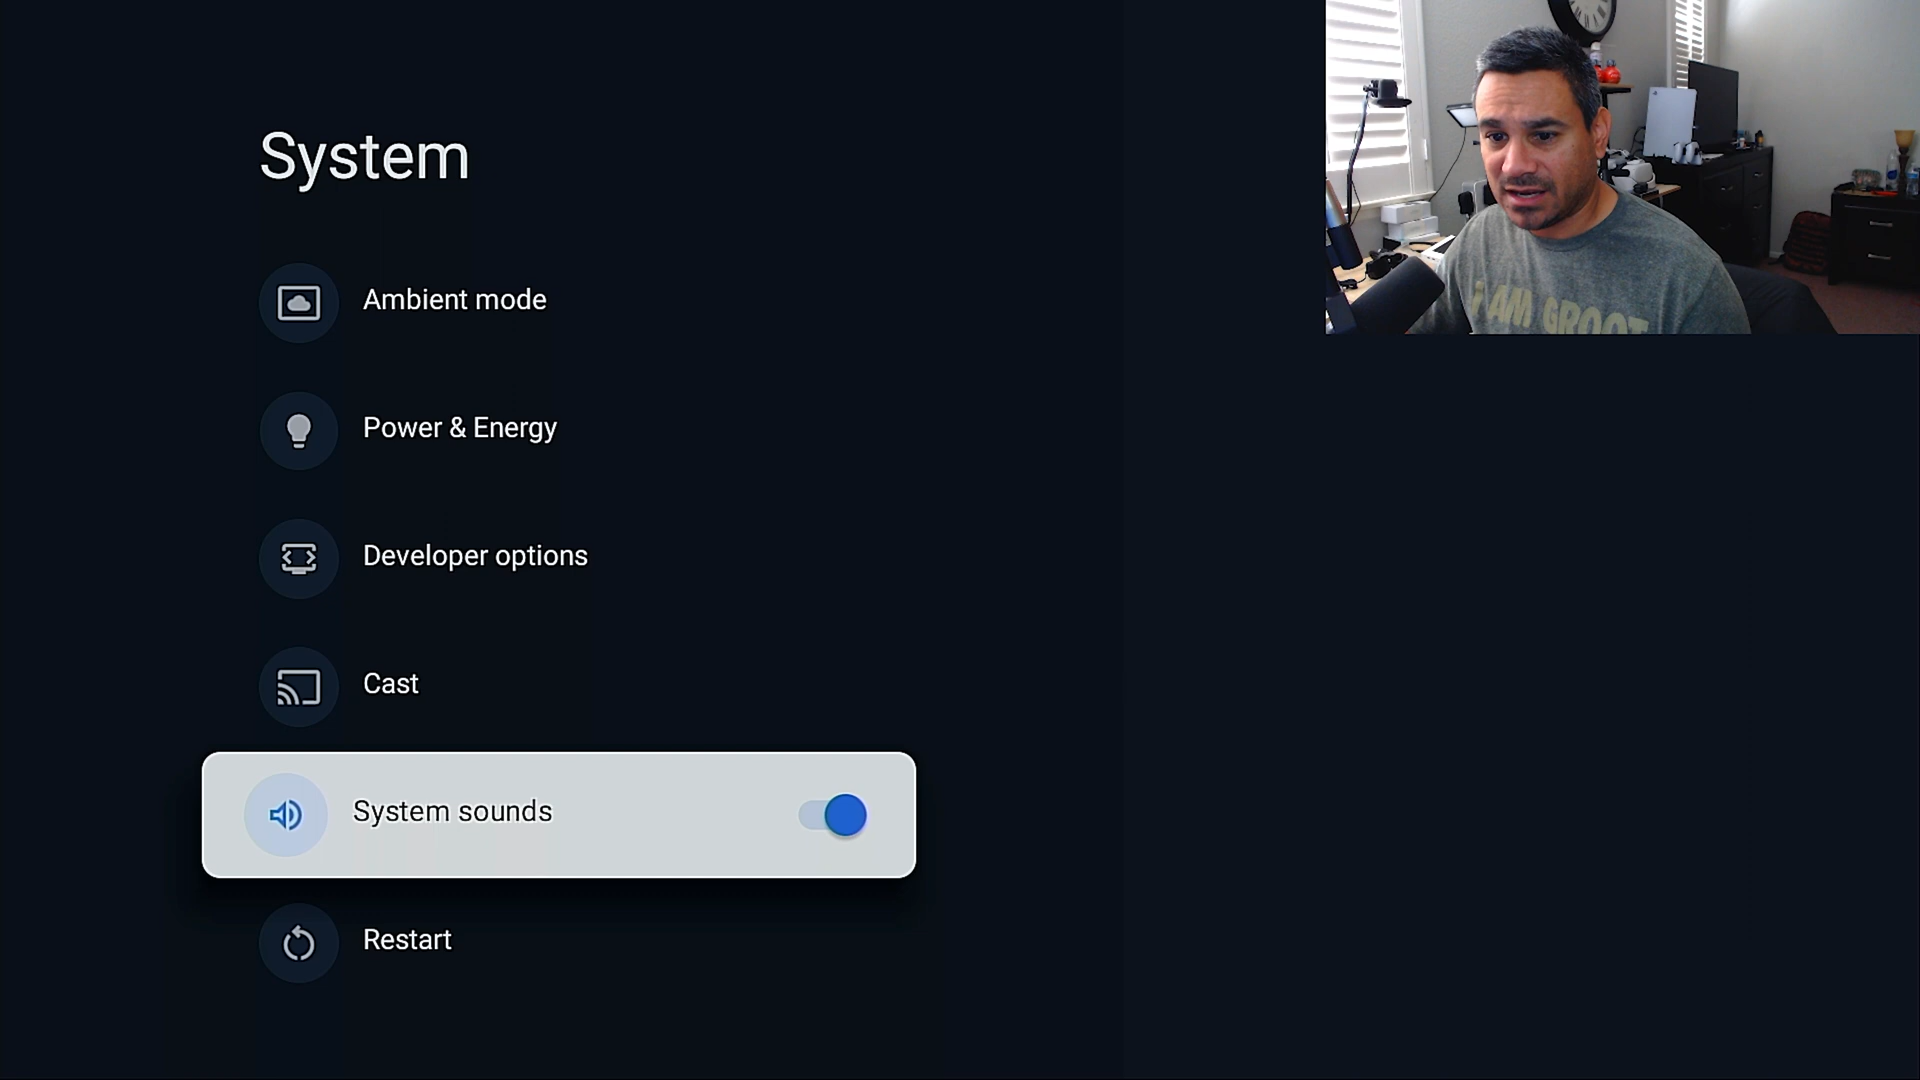 System
Ambient mode
Power & Energy
Developer options
Cast
System sounds
Restart
I AM GROOT